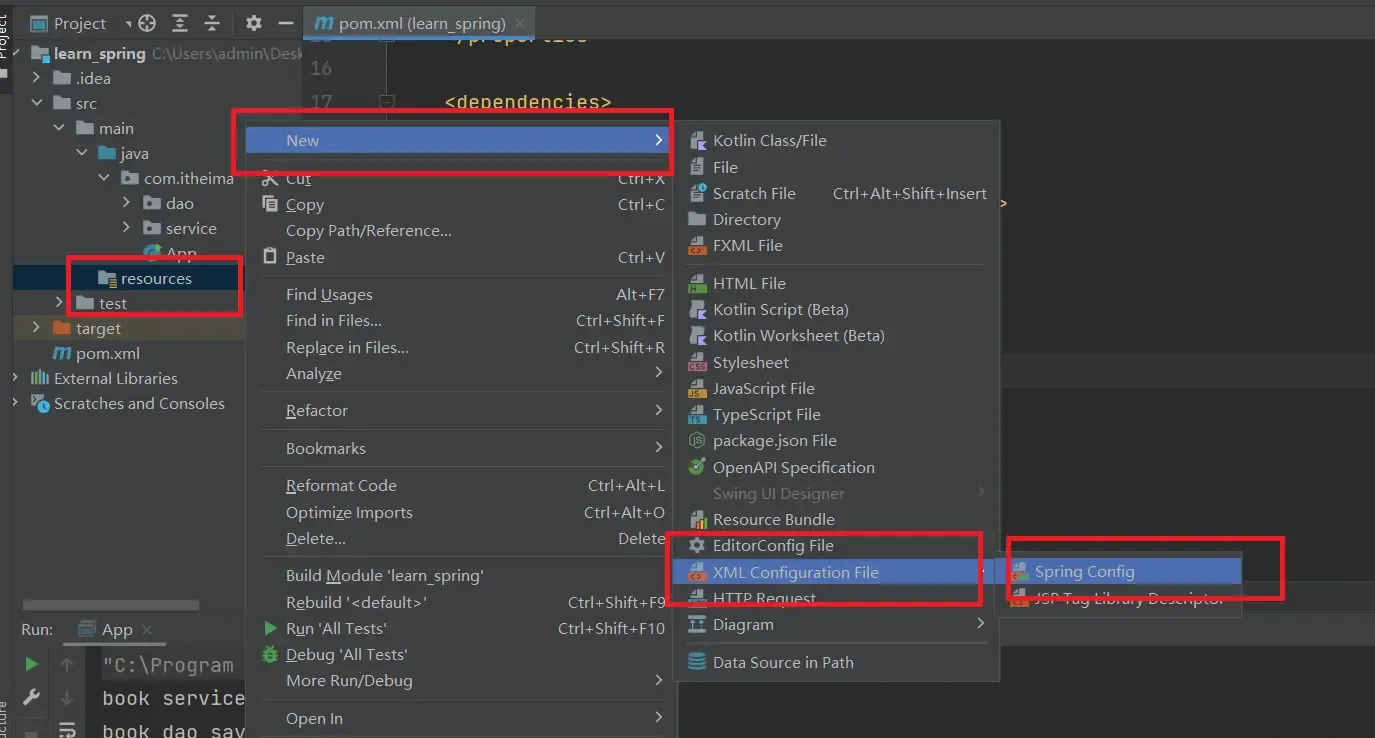 Project
Project
pom.xml (learn_spring)
learn_spring C:\Users\admin\Desk
.idea
src
main
java
com.itheima
dao
service
App
resources
test
target
pom.xml
External Libraries
Scratches and Consoles
16
17 <dependencies>
New
Cut Ctrl+X
Copy Ctrl+C
Copy Path/Reference...
Paste Ctrl+V
Find Usages Alt+F7
Find in Files... Ctrl+Shift+F
Replace in Files... Ctrl+Shift+R
Analyze
Refactor
Bookmarks
Reformat Code Ctrl+Alt+L
Optimize Imports Ctrl+Alt+O
Delete... Delete
Build Module 'learn_spring'
Rebuild '<default>' Ctrl+Shift+F9
Run 'All Tests' Ctrl+Shift+F10
Debug 'All Tests'
More Run/Debug
Open In
Kotlin Class/File
File
Scratch File Ctrl+Alt+Shift+Insert
Directory
FXML File
HTML File
Kotlin Script (Beta)
Kotlin Worksheet (Beta)
Stylesheet
JavaScript File
TypeScript File
package.json File
OpenAPI Specification
Swing UI Designer
Resource Bundle
EditorConfig File
XML Configuration File
HTTP Request
Diagram
Data Source in Path
Spring Config
JSP Tag Library Descriptor
>
Run: App
"C:\Program
book service
book dao sav